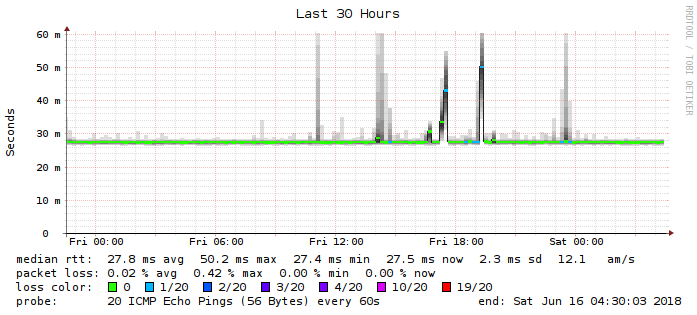 Last 30 Hours
RRDTOOL / TOBI OETIKER
Seconds
60 m
50 m
40 m
30 m
20 m
10 m
0
Fri 00:00 Fri 06:00 Fri 12:00 Fri 18:00 Sat 00:00
median rtt: 27.8 ms avg 50.2 ms max 27.4 ms min 27.5 ms now 2.3 ms sd 12.1 am/s
packet loss: 0.02 % avg 0.42 % max 0.00 % min 0.00 % now
loss color: 0 1/20 2/20 3/20 4/20 10/20 19/20
probe: 20 ICMP Echo Pings (56 Bytes) every 60s end: Sat Jun 16 04:30:03 2018